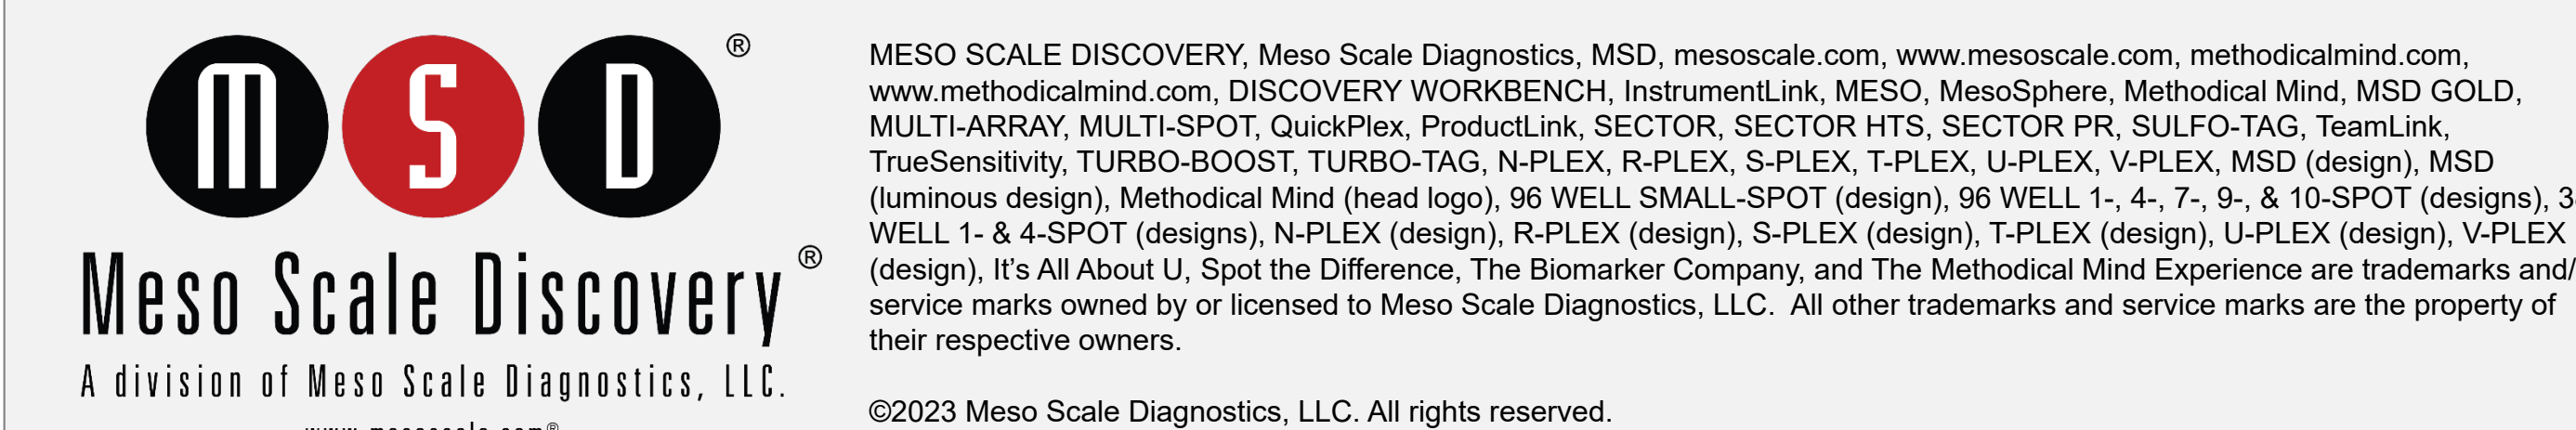 MSD®
Meso Scale Discovery®
A division of Meso Scale Diagnostics, LLC.
MESO SCALE DISCOVERY, Meso Scale Diagnostics, MSD, mesoscale.com, www.mesoscale.com, methodicalmind.com,
www.methodicalmind.com, DISCOVERY WORKBENCH, InstrumentLink, MESO, MesoSphere, Methodical Mind, MSD GOLD,
MULTI-ARRAY, MULTI-SPOT, QuickPlex, ProductLink, SECTOR, SECTOR HTS, SECTOR PR, SULFO-TAG, TeamLink,
TrueSensitivity, TURBO-BOOST, TURBO-TAG, N-PLEX, R-PLEX, S-PLEX, T-PLEX, U-PLEX, V-PLEX, MSD (design), MSD
(luminous design), Methodical Mind (head logo), 96 WELL SMALL-SPOT (design), 96 WELL 1-, 4-, 7-, 9-, & 10-SPOT (designs),
WELL 1- & 4-SPOT (designs), N-PLEX (design), R-PLEX (design), S-PLEX (design), T-PLEX (design), U-PLEX (design), V-PLEX
(design), It’s All About U, Spot the Difference, The Biomarker Company, and The Methodical Mind Experience are trademarks and/
service marks owned by or licensed to Meso Scale Diagnostics, LLC.  All other trademarks and service marks are the property of
their respective owners.
©2023 Meso Scale Diagnostics, LLC. All rights reserved.